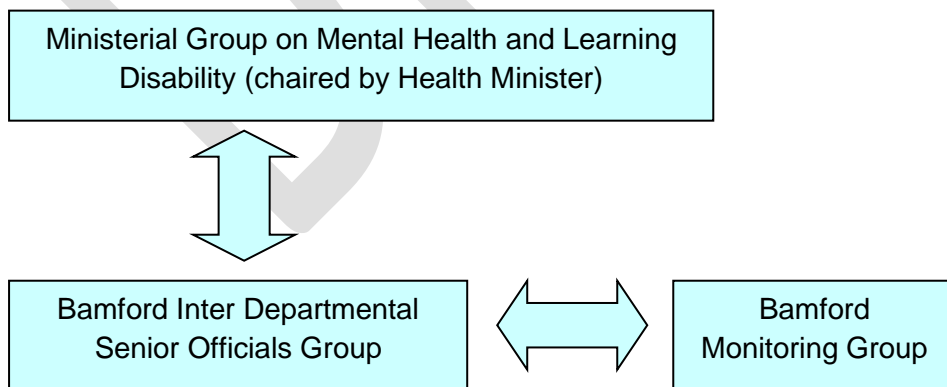 Ministerial Group on Mental Health and Learning
Disability (chaired by Health Minister)
Bamford Inter Departmental
Senior Officials Group
Bamford
Monitoring Group